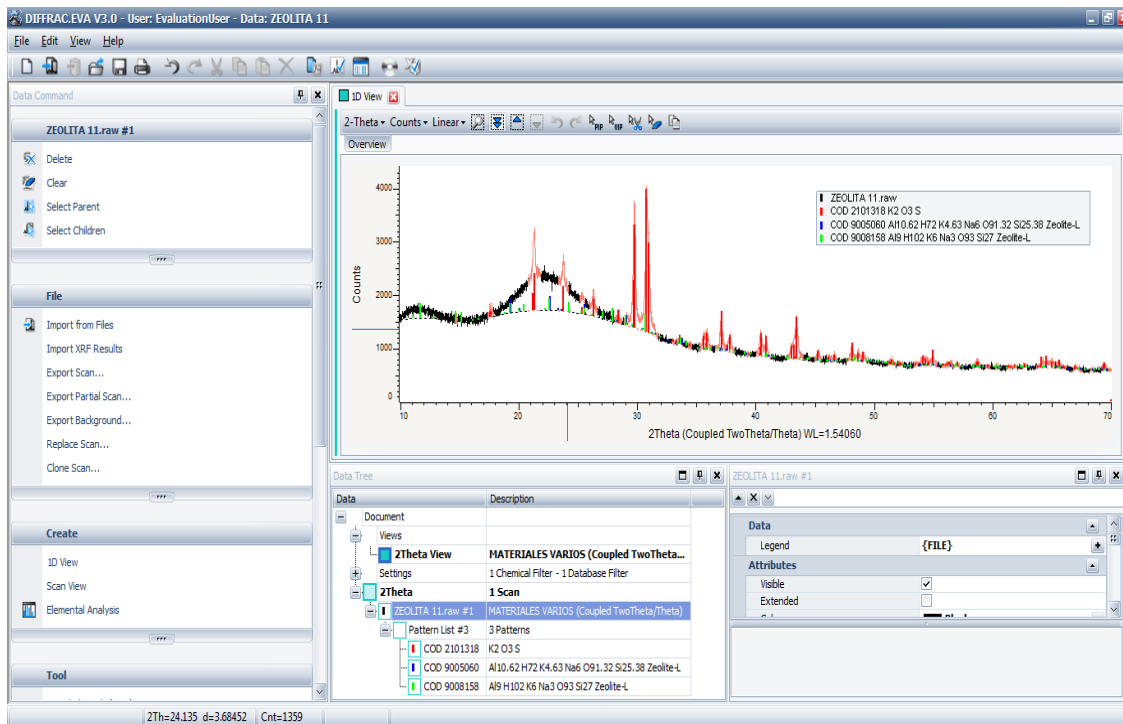 DIFFRAC.EVA V3.0 - User: EvaluationUser - Data: ZEOLITA 11
File Edit View Help
Data Command
ZEOLITA 11.raw #1
Delete
Clear
Select Parent
Select Children
File
Import from Files
Import XRF Results
Export Scan...
Export Partial Scan...
Export Background...
Replace Scan...
Clone Scan...
Create
1D View
Scan View
Elemental Analysis
Tool
1D View
2-Theta Counts Linear
Overview
ZEOLITA 11.raw
COD 2101318 K2 O3 S
COD 9005060 Al10.62 H72 K4.63 Na6 O91.32 Si25.38 Zeolite-L
COD 9008158 Al9 H102 K6 Na3 O93 Si27 Zeolite-L
Counts
4000
3000
2000
1000
0
10 20 30 40 50 60 70
2Theta (Coupled TwoTheta/Theta) WL=1.54060
Data Tree
Data Description
Document
Views
2Theta View MATERIALES VARIOS (Coupled TwoTheta...
Settings 1 Chemical Filter - 1 Database Filter
2Theta 1 Scan
ZEOLITA 11.raw #1 MATERIALES VARIOS (Coupled TwoTheta/Theta)
Pattern List #3 3 Patterns
COD 2101318 K2 O3 S
COD 9005060 Al10.62 H72 K4.63 Na6 O91.32 Si25.38 Zeolite-L
COD 9008158 Al9 H102 K6 Na3 O93 Si27 Zeolite-L
ZEOLITA 11.raw #1
Data
Legend {FILE}
Attributes
Visible
Extended
2Th=24.135 d=3.68452 Cnt=1359